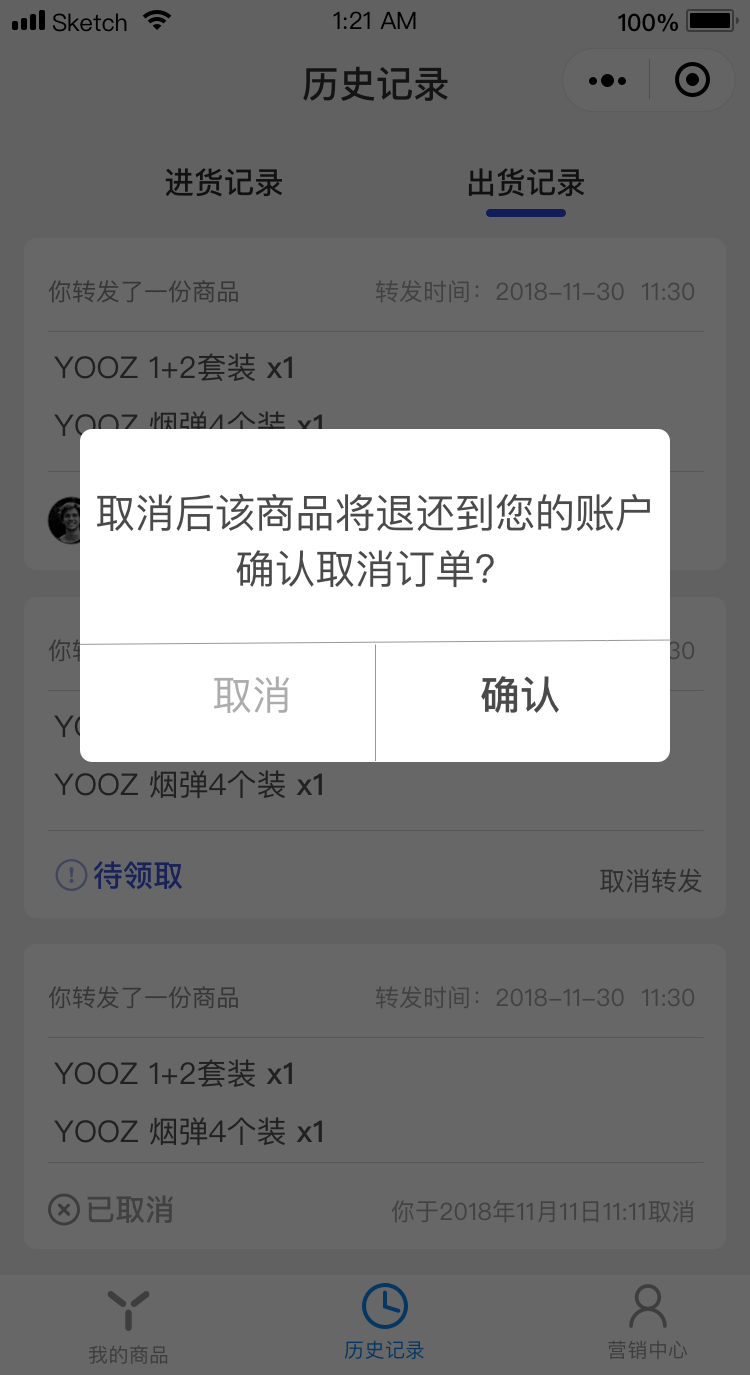 Sketch 1:21 AM 100%
历史记录
进货记录 出货记录
你转发了一份商品 转发时间：2018-11-30 11:30
YOOZ 1+2套装 x1
YOOZ 烟弹4个装 x1
取消后该商品将退还到您的账户
确认取消订单?
你转 30
取消 确认
YO
YOOZ 烟弹4个装 x1
待领取 取消转发
你转发了一份商品 转发时间：2018-11-30 11:30
YOOZ 1+2套装 x1
YOOZ 烟弹4个装 x1
已取消 你于2018年11月11日11:11取消
我的商品 历史记录 营销中心